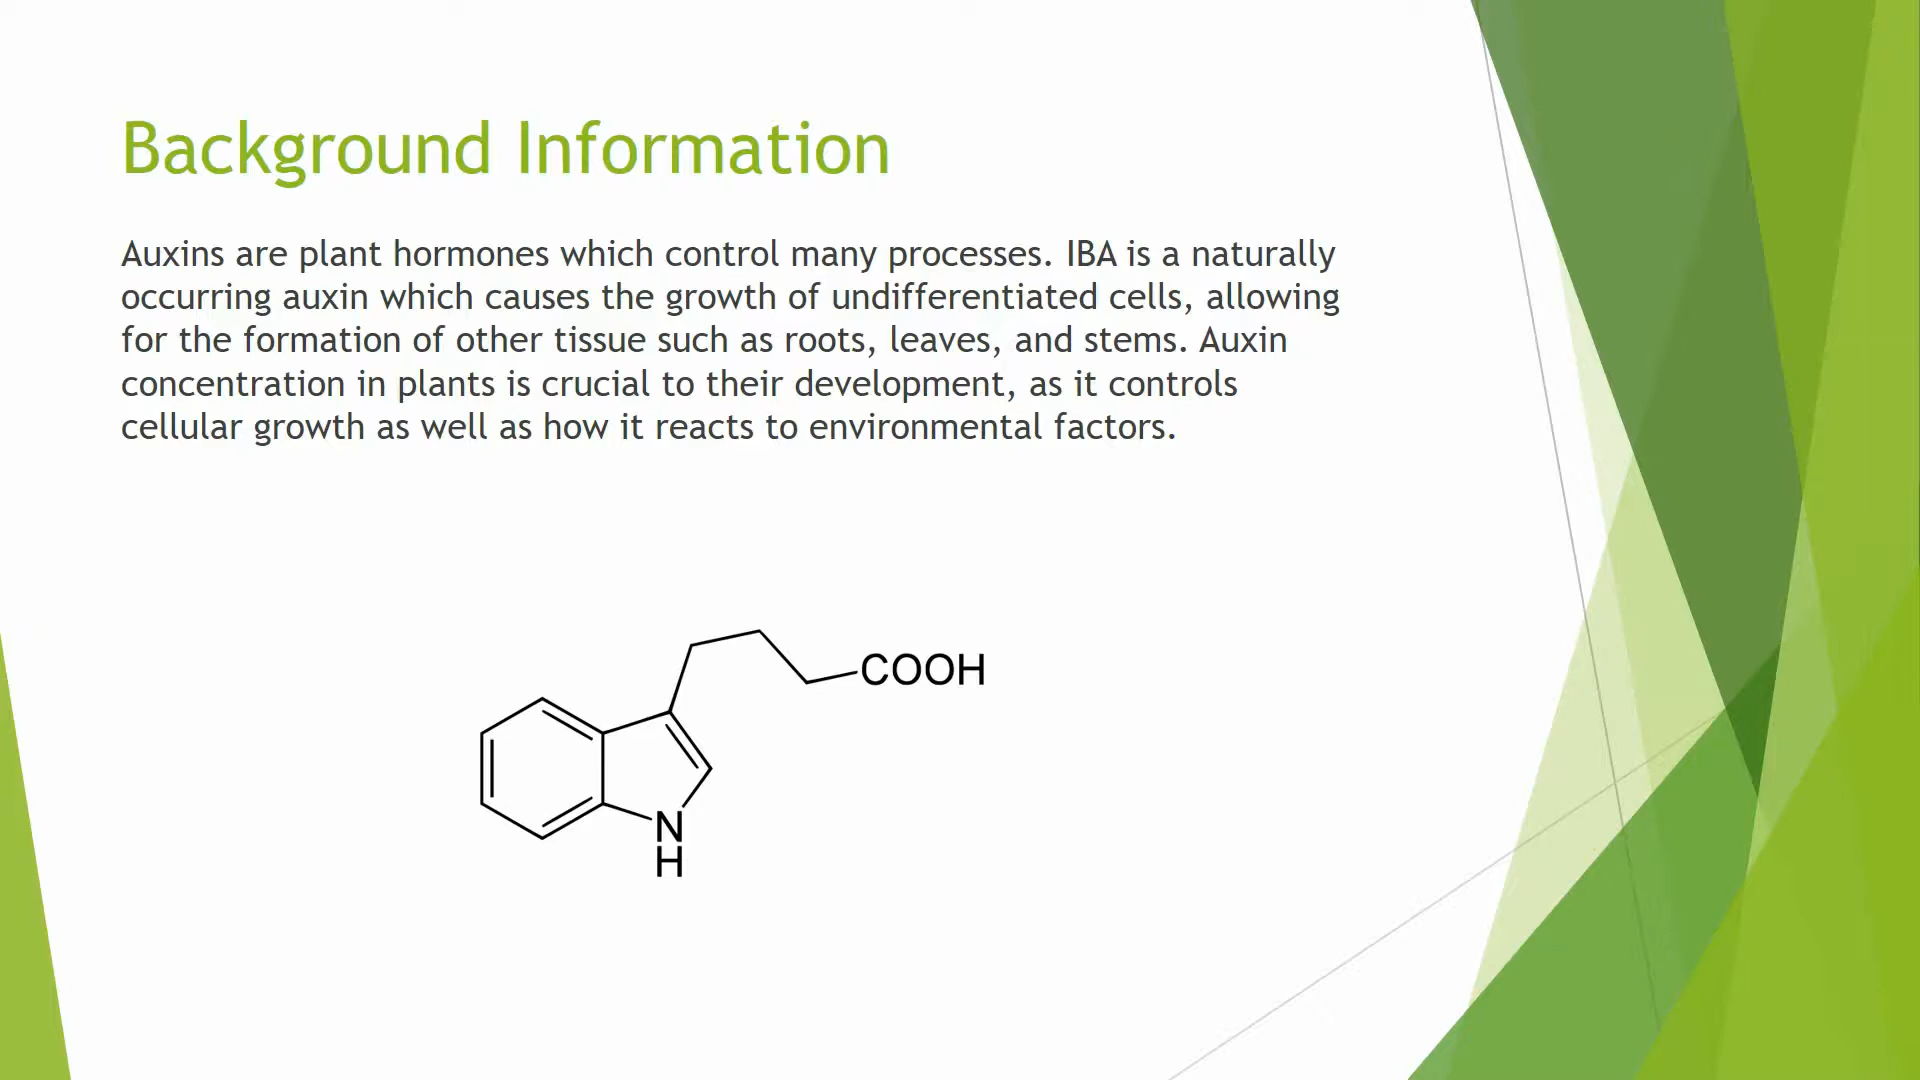 Background Information
Auxins are plant hormones which control many processes. IBA is a naturally
occurring auxin which causes the growth of undifferentiated cells, allowing
for the formation of other tissue such as roots, leaves, and stems. Auxin
concentration in plants is crucial to their development, as it controls
cellular growth as well as how it reacts to environmental factors.
COOH
N
H